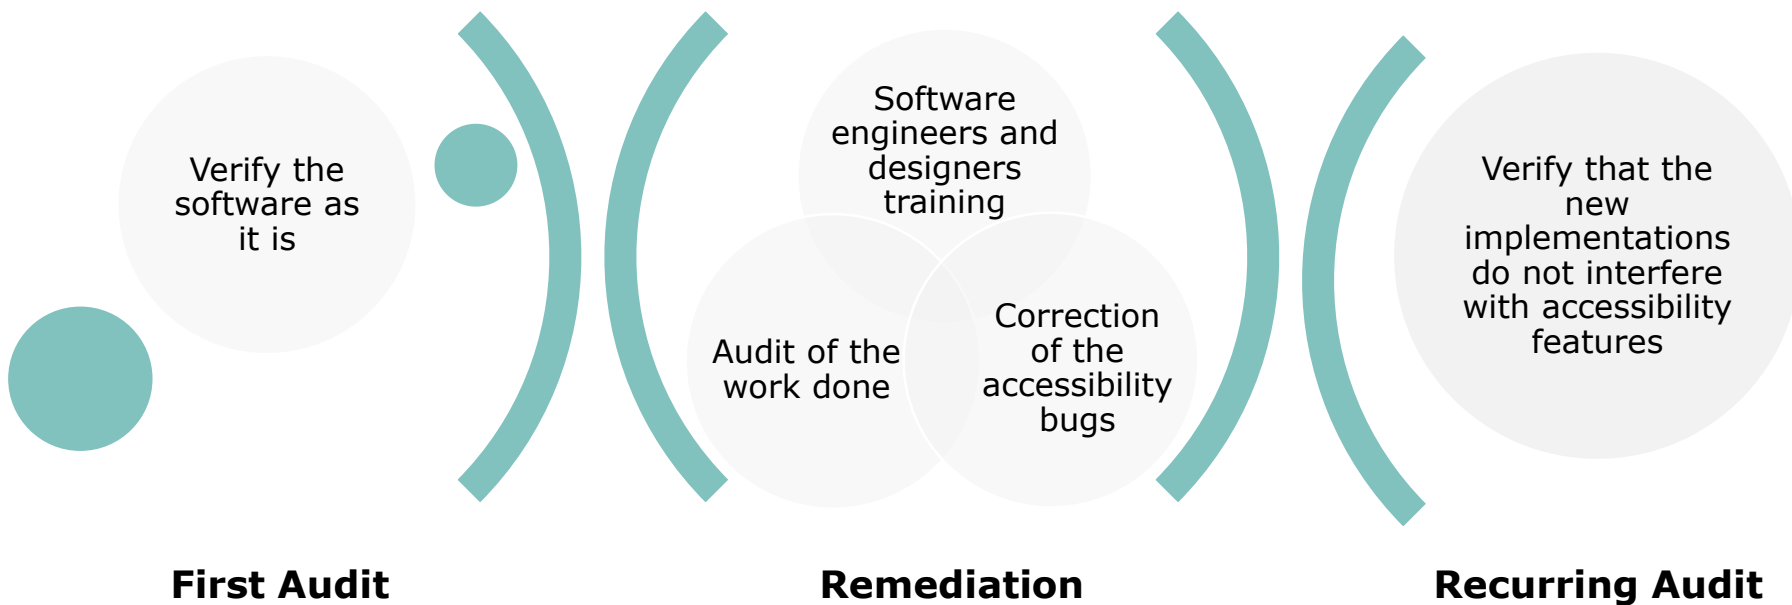 Verify the
software as
it is
First Audit
Software
engineers and
designers
training
Audit of the
work done
Correction
of the
accessibility
bugs
Remediation
Verify that the
new
implementations
do not interfere
with accessibility
features
Recurring Audit